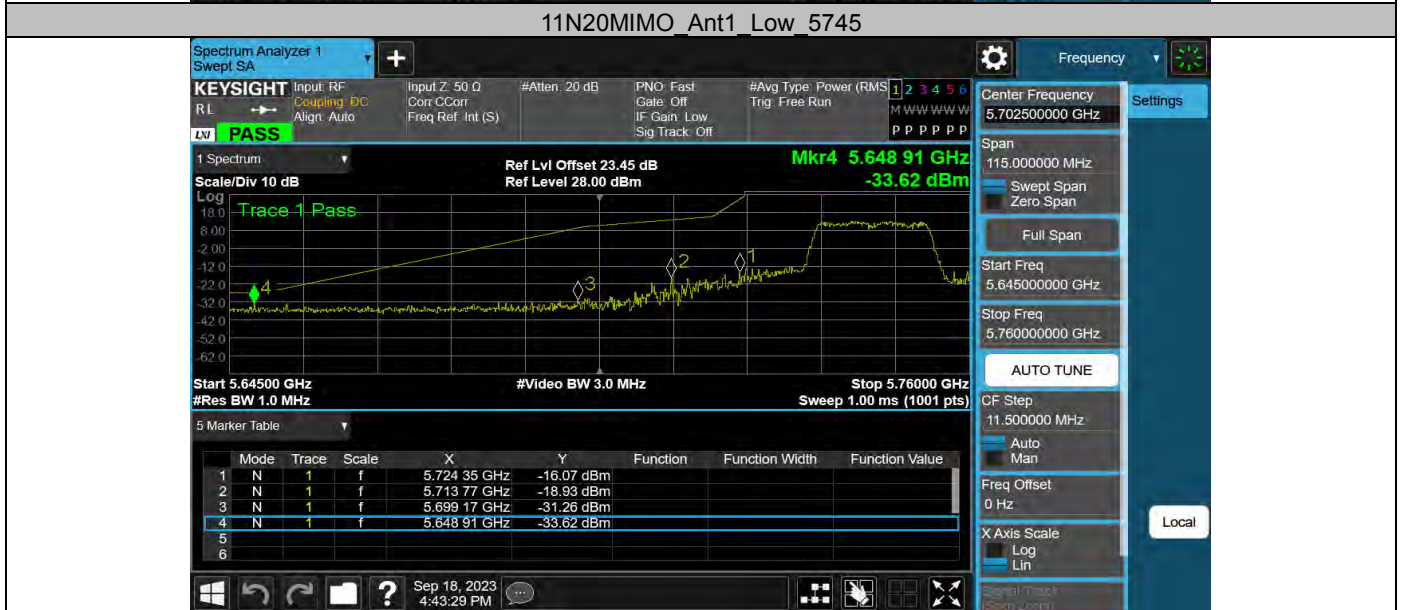 11N20MIMO_Ant1_Low_5745
Spectrum Analyzer 1
Swept SA
+
Frequency
KEYSIGHT
RL
LXI
PASS
Input: RF
Coupling: DC
Align: Auto
Input Z: 50 Ω
Corr CCorr
Freq Ref: Int (S)
#Atten: 20 dB
PNO: Fast
Gate: Off
IF Gain: Low
Sig Track: Off
#Avg Type: Power (RMS
Trig: Free Run
1 2 3 4 5 6
M W W W W W
P P P P P P
Center Frequency
5.702500000 GHz
Settings
Span
115.000000 MHz
Swept Span
Zero Span
Full Span
Start Freq
5.645000000 GHz
Stop Freq
5.760000000 GHz
AUTO TUNE
CF Step
11.500000 MHz
Auto
Man
Freq Offset
0 Hz
X Axis Scale
Log
Lin
Signal Track
Local
1 Spectrum
Scale/Div 10 dB
Ref Lvl Offset 23.45 dB
Ref Level 28.00 dBm
Mkr4 5.648 91 GHz
-33.62 dBm
Log
Trace 1 Pass
18.0
8.00
-2.00
-12.0
-22.0
-32.0
-42.0
-52.0
-62.0
4
3
2
1
Start 5.64500 GHz
#Video BW 3.0 MHz
Stop 5.76000 GHz
#Res BW 1.0 MHz
Sweep 1.00 ms (1001 pts)
5 Marker Table
Mode Trace Scale X Y Function Function Width Function Value
1 N 1 f 5.724 35 GHz -16.07 dBm
2 N 1 f 5.713 77 GHz -18.93 dBm
3 N 1 f 5.699 17 GHz -31.26 dBm
4 N 1 f 5.648 91 GHz -33.62 dBm
5
6
?
Sep 18, 2023
4:43:29 PM